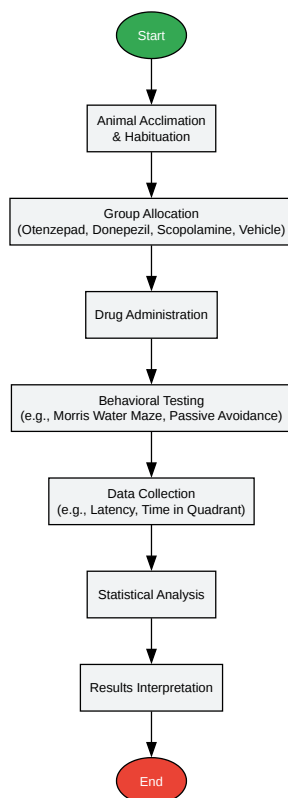 Start
Animal Acclimation
& Habituation
Group Allocation
(Otenzepad, Donepezil, Scopolamine, Vehicle)
Drug Administration
Behavioral Testing
(e.g., Morris Water Maze, Passive Avoidance)
Data Collection
(e.g., Latency, Time in Quadrant)
Statistical Analysis
Results Interpretation
End